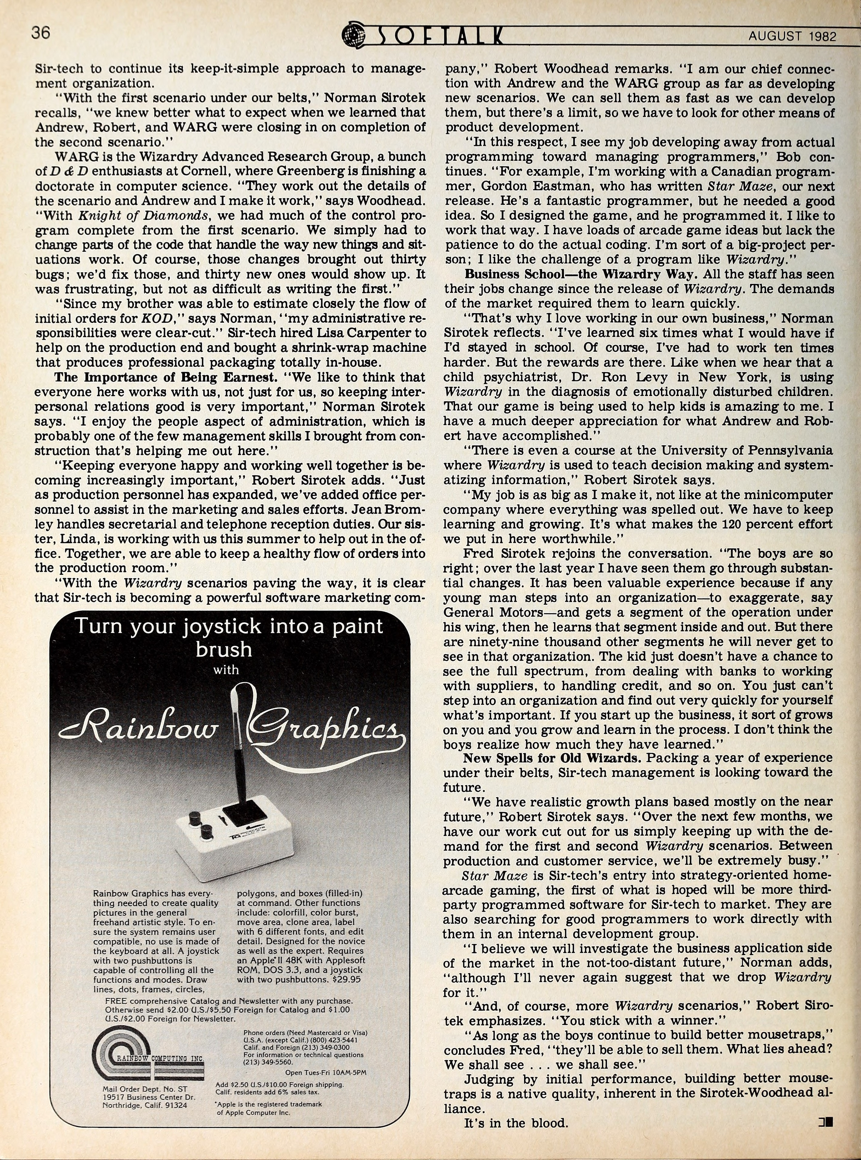 36
SOFTALK
AUGUST 1982
Sir-tech to continue its keep-it-simple approach to manage-
ment organization.
"With the first scenario under our belts," Norman Sirotek
recalls, "we knew better what to expect when we learned that
Andrew, Robert, and WARG were closing in on completion of
the second scenario."
WARG is the Wizardry Advanced Research Group, a bunch
of D & D enthusiasts at Cornell, where Greenberg is finishing a
doctorate in computer science. "They work out the details of
the scenario and Andrew and I make it work," says Woodhead.
"With Knight of Diamonds, we had much of the control pro-
gram complete from the first scenario. We simply had to
change parts of the code that handle the way new things and sit-
uations work. Of course, those changes brought out thirty
bugs; we'd fix those, and thirty new ones would show up. It
was frustrating, but not as difficult as writing the first."
"Since my brother was able to estimate closely the flow of
initial orders for KOD," says Norman, "my administrative re-
sponsibilities were clear-cut." Sir-tech hired Lisa Carpenter to
help on the production end and bought a shrink-wrap machine
that produces professional packaging totally in-house.
The Importance of Being Earnest. "We like to think that
everyone here works with us, not just for us, so keeping inter-
personal relations good is very important," Norman Sirotek
says. "I enjoy the people aspect of administration, which is
probably one of the few management skills I brought from con-
struction that's helping me out here."
"Keeping everyone happy and working well together is be-
coming increasingly important," Robert Sirotek adds. "Just
as production personnel has expanded, we've added office per-
sonnel to assist in the marketing and sales efforts. Jean Brom-
ley handles secretarial and telephone reception duties. Our sis-
ter, Linda, is working with us this summer to help out in the of-
fice. Together, we are able to keep a healthy flow of orders into
the production room."
"With the Wizardry scenarios paving the way, it is clear
that Sir-tech is becoming a powerful software marketing com-
pany," Robert Woodhead remarks. "I am our chief connec-
tion with Andrew and the WARG group as far as developing
new scenarios. We can sell them as fast as we can develop
them, but there's a limit, so we have to look for other means of
product development.
"In this respect, I see my job developing away from actual
programming toward managing programmers," Bob con-
tinues. "For example, I'm working with a Canadian program-
mer, Gordon Eastman, who has written Star Maze, our next
release. He's a fantastic programmer, but he needed a good
idea. So I designed the game, and he programmed it. I like to
work that way. I have loads of arcade game ideas but lack the
patience to do the actual coding. I'm sort of a big-project per-
son; I like the challenge of a program like Wizardry."
Business School—the Wizardry Way. All the staff has seen
their jobs change since the release of Wizardry. The demands
of the market required them to learn quickly.
"That's why I love working in our own business," Norman
Sirotek reflects. "I've learned six times what I would have if
I'd stayed in school. Of course, I've had to work ten times
harder. But the rewards are there. Like when we hear that a
child psychiatrist, Dr. Ron Levy in New York, is using
Wizardry in the diagnosis of emotionally disturbed children.
That our game is being used to help kids is amazing to me. I
have a much deeper appreciation for what Andrew and Rob-
ert have accomplished."
"There is even a course at the University of Pennsylvania
where Wizardry is used to teach decision making and system-
atizing information," Robert Sirotek says.
"My job is as big as I make it, not like at the minicomputer
company where everything was spelled out. We have to keep
learning and growing. It's what makes the 120 percent effort
we put in here worthwhile."
Fred Sirotek rejoins the conversation. "The boys are so
right; over the last year I have seen them go through substan-
tial changes. It has been valuable experience because if any
young man steps into an organization—to exaggerate, say
General Motors—and gets a segment of the operation under
his wing, then he learns that segment inside and out. But there
are ninety-nine thousand other segments he will never get to
see in that organization. The kid just doesn't have a chance to
see the full spectrum, from dealing with banks to working
with suppliers, to handling credit, and so on. You just can't
step into an organization and find out very quickly for yourself
what's important. If you start up the business, it sort of grows
on you and you grow and learn in the process. I don't think the
boys realize how much they have learned."
New Spells for Old Wizards. Packing a year of experience
under their belts, Sir-tech management is looking toward the
future.
"We have realistic growth plans based mostly on the near
future," Robert Sirotek says. "Over the next few months, we
have our work cut out for us simply keeping up with the de-
mand for the first and second Wizardry scenarios. Between
production and customer service, we'll be extremely busy."
Star Maze is Sir-tech's entry into strategy-oriented home-
arcade gaming, the first of what is hoped will be more third-
party programmed software for Sir-tech to market. They are
also searching for good programmers to work directly with
them in an internal development group.
"I believe we will investigate the business application side
of the market in the not-too-distant future," Norman adds,
"although I'll never again suggest that we drop Wizardry
for it."
"And, of course, more Wizardry scenarios," Robert Siro-
tek emphasizes. "You stick with a winner."
"As long as the boys continue to build better mousetraps,"
concludes Fred, "they'll be able to sell them. What lies ahead?
We shall see . . . we shall see."
Judging by initial performance, building better mouse-
traps is a native quality, inherent in the Sirotek-Woodhead al-
liance.
It's in the blood.
Turn your joystick into a paint
brush
with
Rainbow Graphics
Rainbow Graphics has every-
thing needed to create quality
pictures in the general
freehand artistic style. To en-
sure the system remains user
compatible, no use is made of
the keyboard at all. A joystick
with two pushbuttons is
capable of controlling all the
functions and modes. Draw
lines, dots, frames, circles,
polygons, and boxes (filled-in)
at command. Other functions
include: colorfill, color burst,
move area, clone area, label
with 6 different fonts, and edit
detail. Designed for the novice
as well as the expert. Requires
an Apple* II 48K with Applesoft
ROM, DOS 3.3, and a joystick
with two pushbuttons. $29.95
FREE comprehensive Catalog and Newsletter with any purchase.
Otherwise send $2.00 U.S./$5.50 Foreign for Catalog and $1.00
U.S./$2.00 Foreign for Newsletter.
RAINBOW COMPUTING INC
Mail Order Dept. No. ST
19517 Business Center Dr.
Northridge, Calif. 91324
Phone orders (Need Mastercard or Visa)
U.S.A. (except Calif.) (800) 423-5441
Calif. and Foreign (213) 349-0300
For information or technical questions
(213) 349-5560.
Open Tues-Fri 10AM-5PM
Add $2.50 U.S./$10.00 Foreign shipping.
Calif. residents add 6% sales tax.
*Apple is the registered trademark
of Apple Computer Inc.